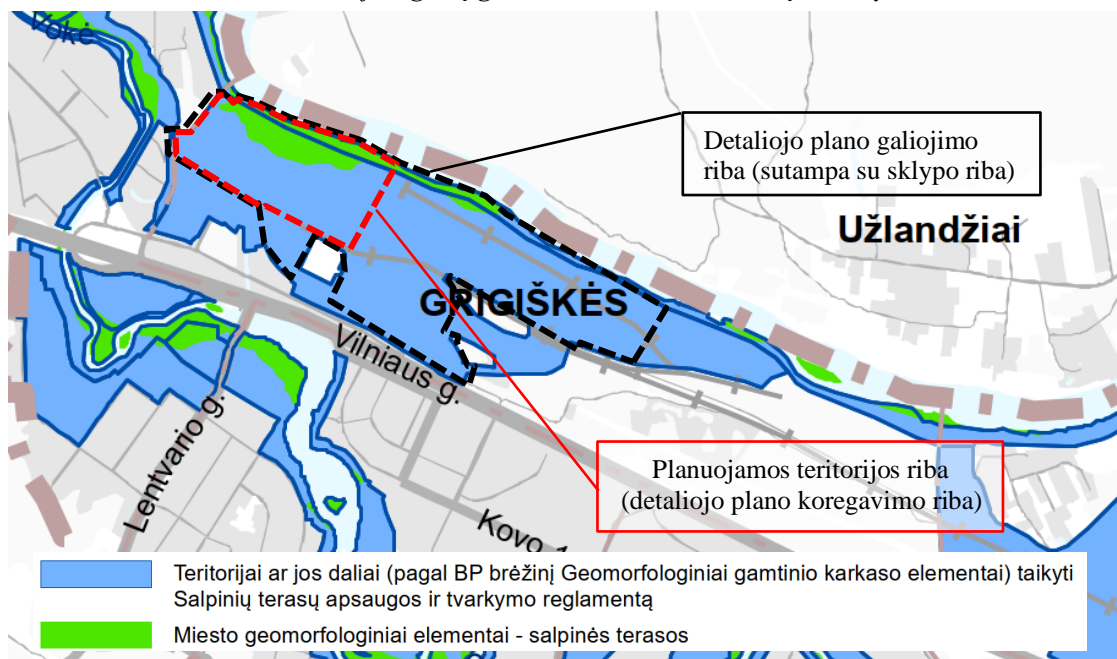 Vokė
Detaliojo plano galiojimo
riba (sutampa su sklypo riba)
Užlandžiai
GRIGIŠKĖS
Vilniaus g.
Lentvario g.
Planuojamos teritorijos riba
(detaliojo plano koregavimo riba)
Kovo
Teritorijai ar jos daliai (pagal BP brėžinį Geomorfologiniai gamtinio karkaso elementai) taikyti
Salpinių terasų apsaugos ir tvarkymo reglamentą
Miesto geomorfologiniai elementai - salpinės terasos